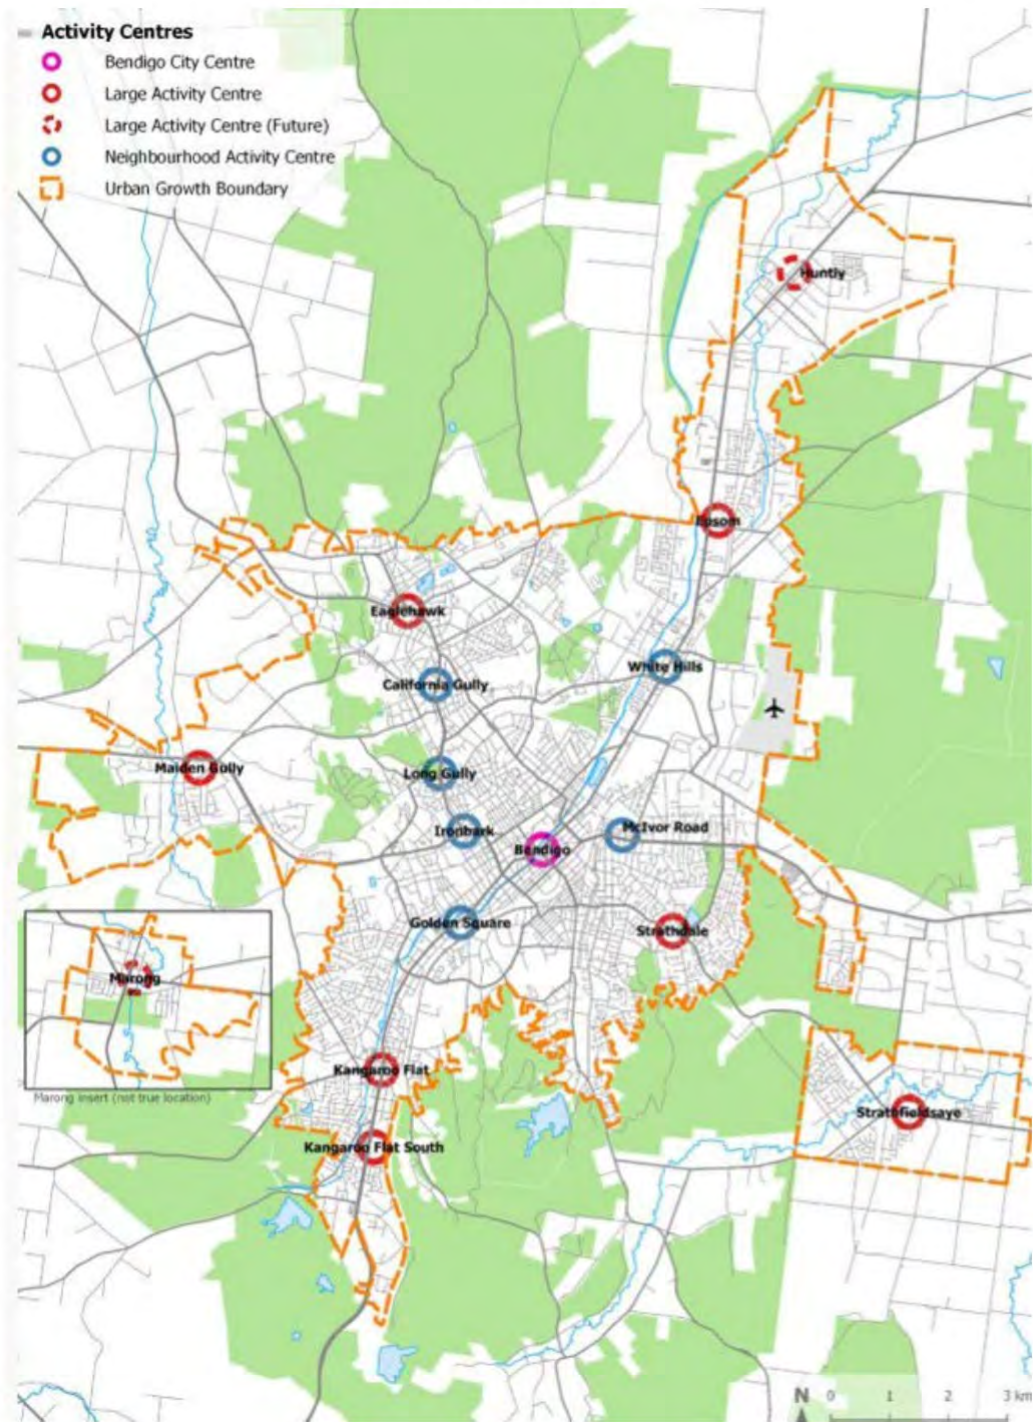 Activity Centres
Bendigo City Centre
Large Activity Centre
Large Activity Centre (Future)
Neighbourhood Activity Centre
Urban Growth Boundary
Huntly
Epsom
Eaglehawk
White Hills
California Gully
Maiden Gully
Long Gully
Ironbark
McIvor Road
Bendigo
Golden Square
Strathdale
Marong
Kangaroo Flat
Marong insert (not true location)
Strathfieldsaye
Kangaroo Flat South
N 0 1 2 3 km